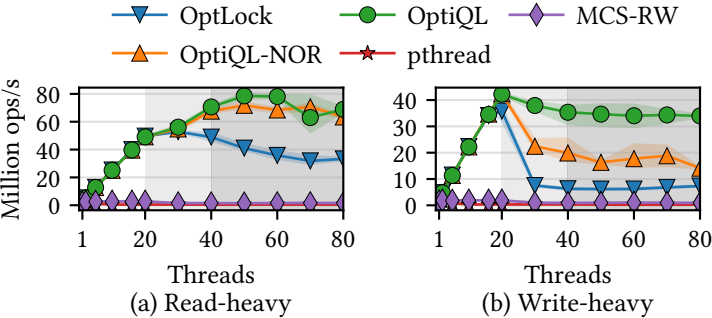 OptLock OptiQL MCS-RW
OptiQL-NOR pthread
Million ops/s
80
60
40
20
0
1 20 40 60 80
Threads
(a) Read-heavy
40
30
20
10
0
1 20 40 60 80
Threads
(b) Write-heavy